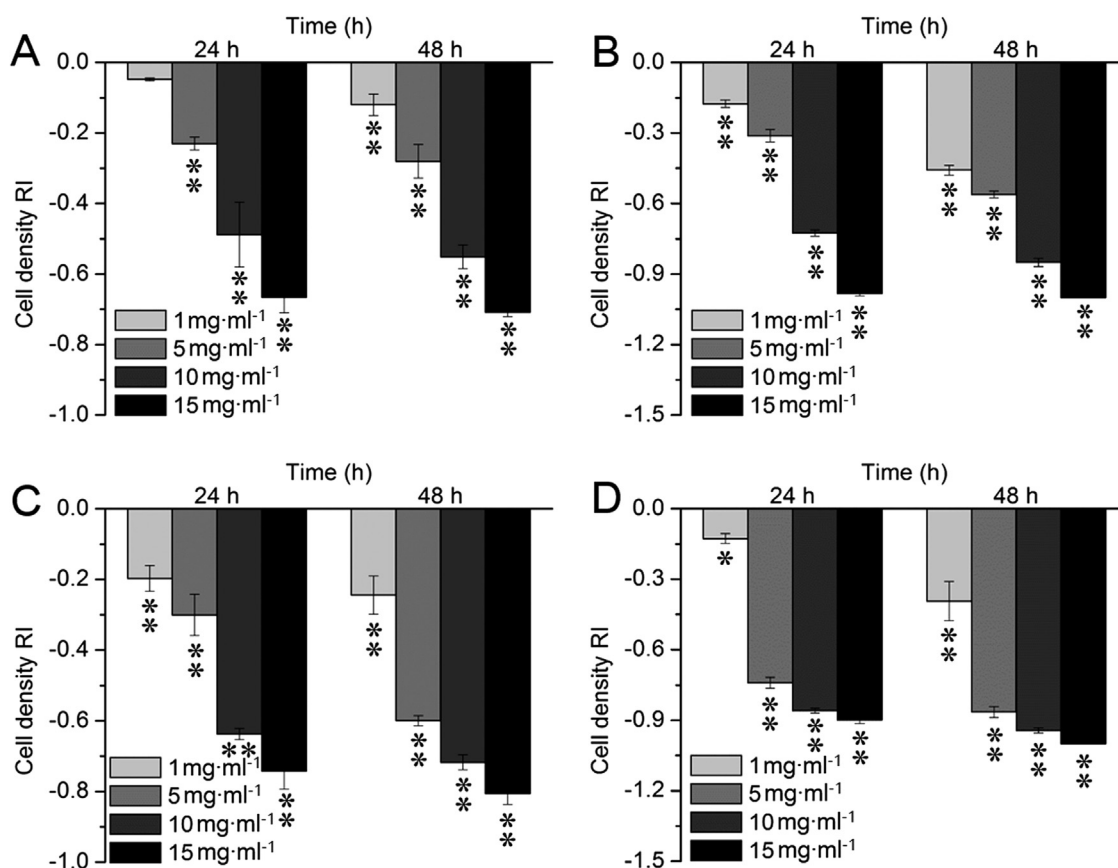 A
Time (h)
24 h 48 h
0.0
-0.2
-0.4
-0.6
-0.8
-1.0
Cell density RI
** ** ** ** ** ** **
1 mg·ml⁻¹
5 mg·ml⁻¹
10 mg·ml⁻¹
15 mg·ml⁻¹
B
Time (h)
24 h 48 h
0.0
-0.3
-0.6
-0.9
-1.2
-1.5
Cell density RI
** ** ** ** ** ** ** **
1 mg·ml⁻¹
5 mg·ml⁻¹
10 mg·ml⁻¹
15 mg·ml⁻¹
C
Time (h)
24 h 48 h
0.0
-0.2
-0.4
-0.6
-0.8
-1.0
Cell density RI
** ** ** ** ** ** ** **
1 mg·ml⁻¹
5 mg·ml⁻¹
10 mg·ml⁻¹
15 mg·ml⁻¹
D
Time (h)
24 h 48 h
0.0
-0.3
-0.6
-0.9
-1.2
-1.5
Cell density RI
* ** ** ** ** ** ** **
1 mg·ml⁻¹
5 mg·ml⁻¹
10 mg·ml⁻¹
15 mg·ml⁻¹